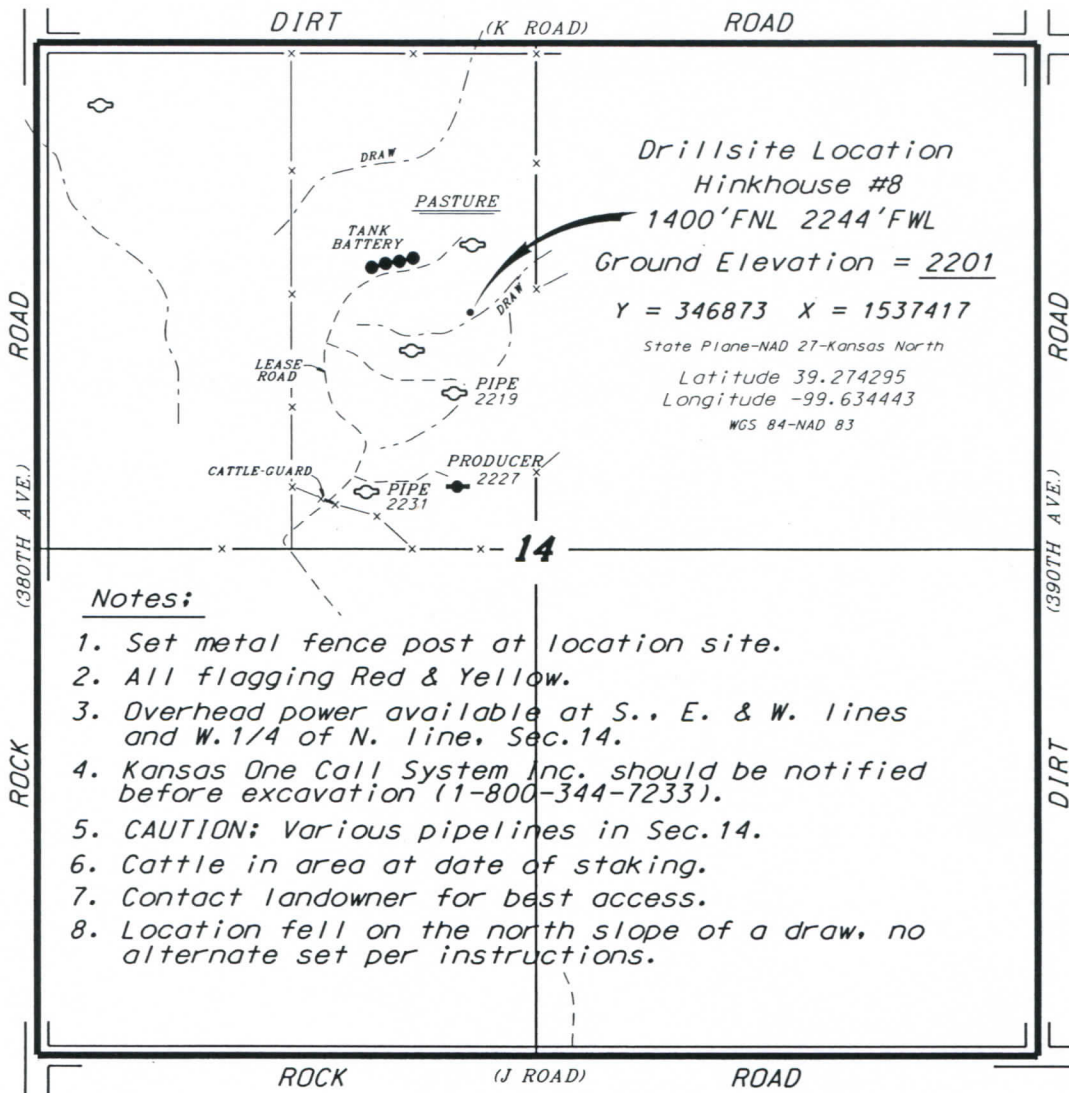 DIRT (K ROAD) ROAD
DRAW
PASTURE
TANK
BATTERY
Drillsite Location
Hinkhouse #8
1400'FNL 2244'FWL
Ground Elevation = 2201
Y = 346873 X = 1537417
State Plane-NAD 27-Kansas North
Latitude 39.274295
Longitude -99.634443
WGS 84-NAD 83
DRAW
LEASE
ROAD
PIPE
2219
CATTLE-GUARD
PIPE
2231
PRODUCER
2227
14
ROCK (380TH AVE.) ROAD
DIRT (390TH AVE.) ROAD
Notes:
1. Set metal fence post at location site.
2. All flagging Red & Yellow.
3. Overhead power available at S., E. & W. lines
and W.1/4 of N. line, Sec.14.
4. Kansas One Call System inc. should be notified
before excavation (1-800-344-7233).
5. CAUTION: Various pipelines in Sec.14.
6. Cattle in area at date of staking.
7. Contact landowner for best access.
8. Location fell on the north slope of a draw, no
alternate set per instructions.
ROCK (J ROAD) ROAD